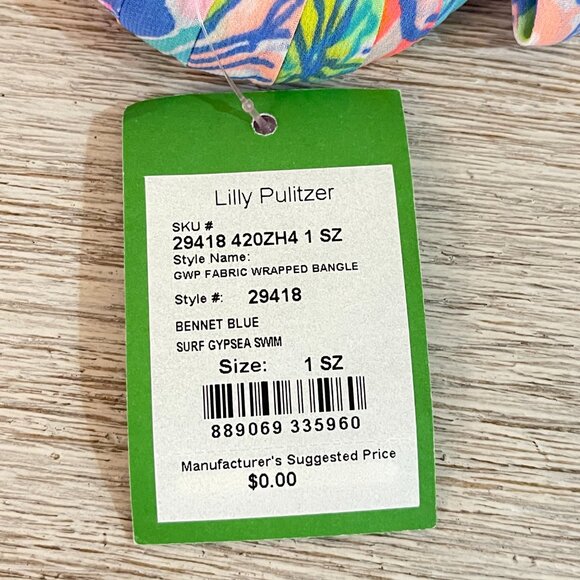 Lilly Pulitzer
SKU #
29418 420ZH4 1 SZ
Style Name:
GWP FABRIC WRAPPED BANGLE
Style #: 29418
BENNET BLUE
SURF GYPSEA SWIM
Size: 1 SZ
889069 335960
Manufacturer's Suggested Price
$0.00